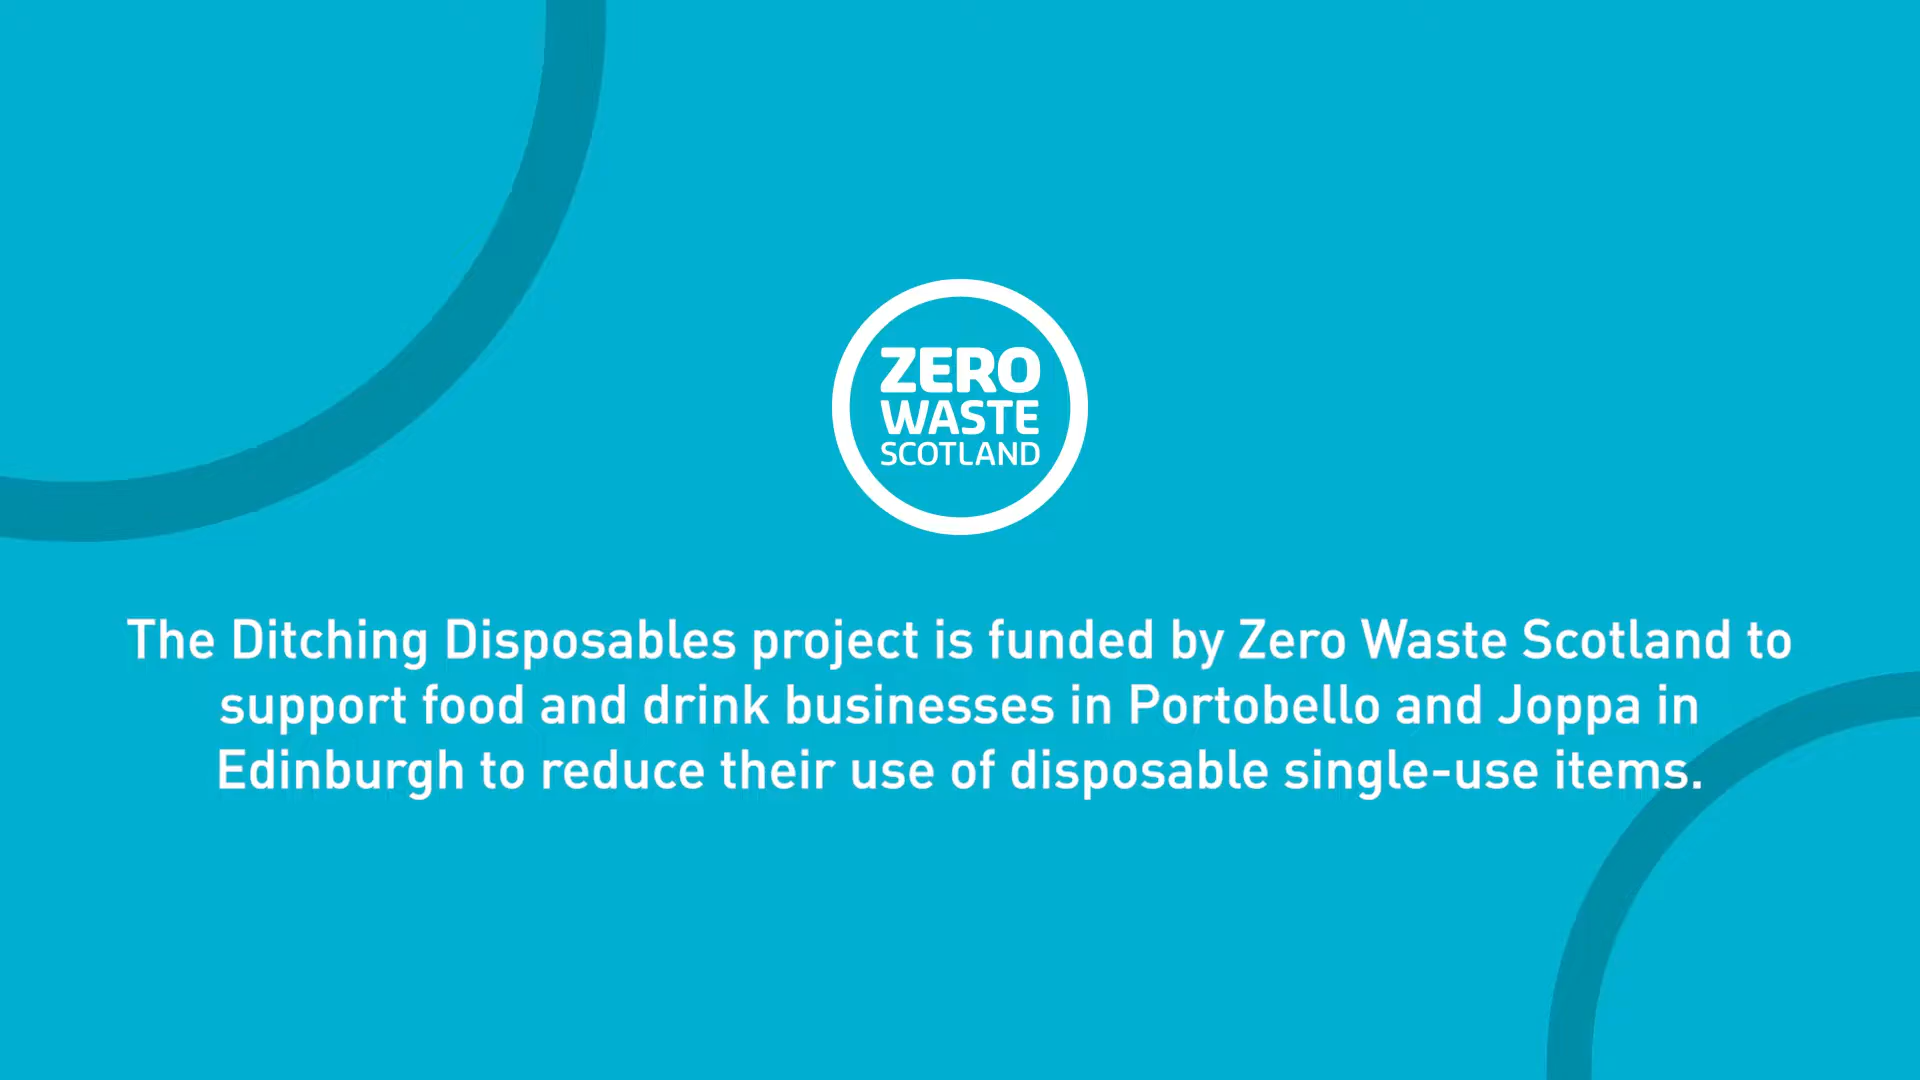 ZERO
WASTE
SCOTLAND
The Ditching Disposables project is funded by Zero Waste Scotland to
support food and drink businesses in Portobello and Joppa in
Edinburgh to reduce their use of disposable single-use items.